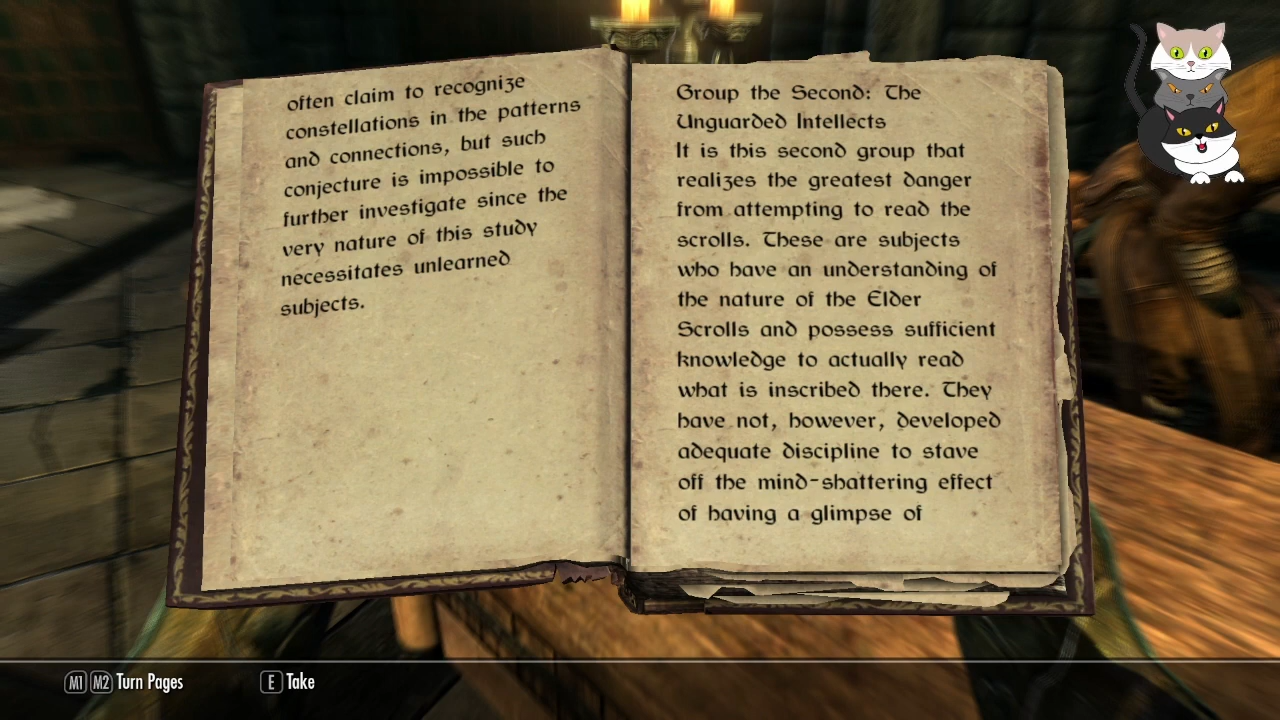 often claim to recognize
constellations in the patterns
and connections, but such
conjecture is impossible to
further investigate since the
very nature of this study
necessitates unlearned
subjects.
Group the Second: The
Unguarded Intellects
It is this second group that
realizes the greatest danger
from attempting to read the
scrolls. These are subjects
who have an understanding of
the nature of the Elder
Scrolls and possess sufficient
knowledge to actually read
what is inscribed there. They
have not, however, developed
adequate discipline to stave
off the mind-shattering effect
of having a glimpse of
M1 M2 Turn Pages
E Take